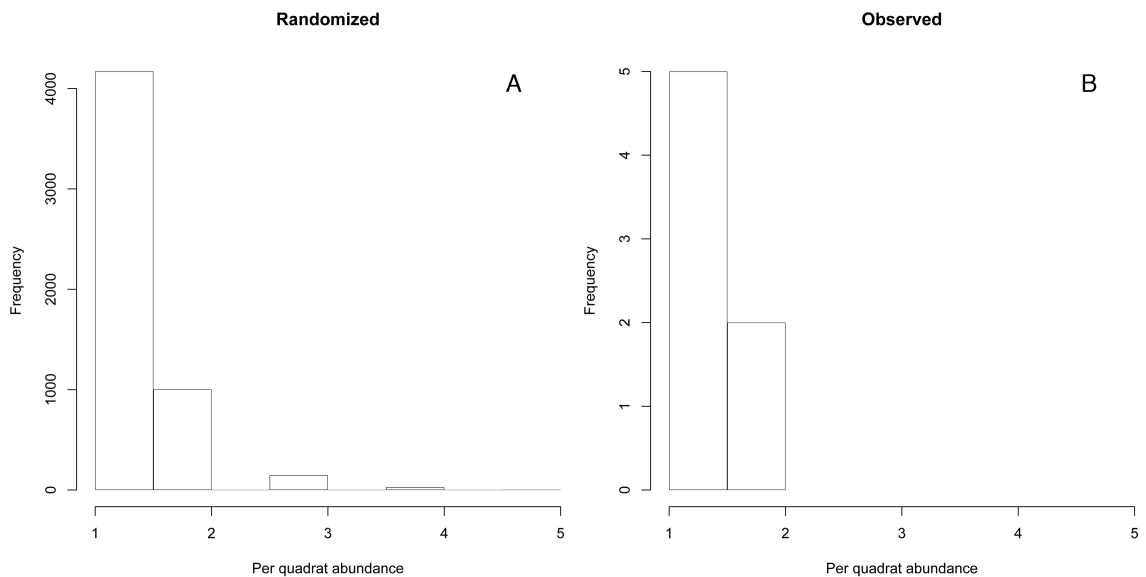 Randomized
A
Frequency
4000
3000
2000
1000
0
1 2 3 4 5
Per quadrat abundance
Observed
B
Frequency
5
4
3
2
1
0
1 2 3 4 5
Per quadrat abundance